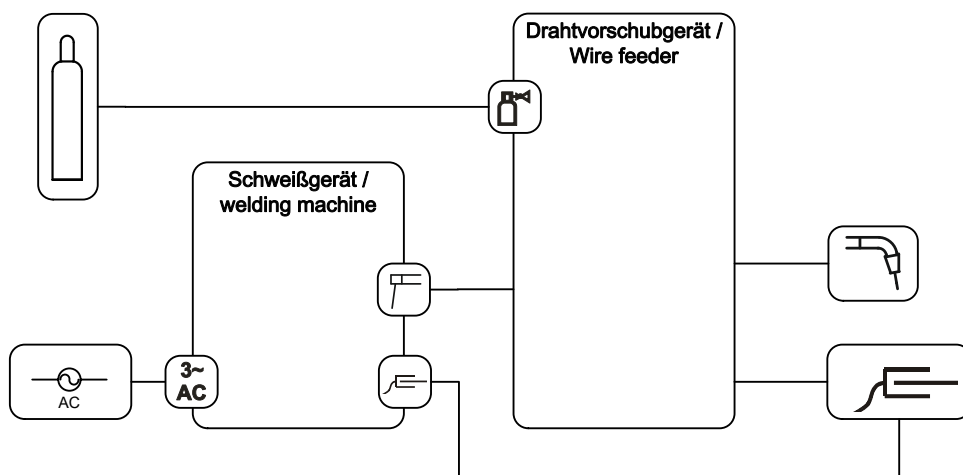 Drahtvorschubgerät /
Wire feeder
Schweißgerät /
welding machine
3~
AC
AC